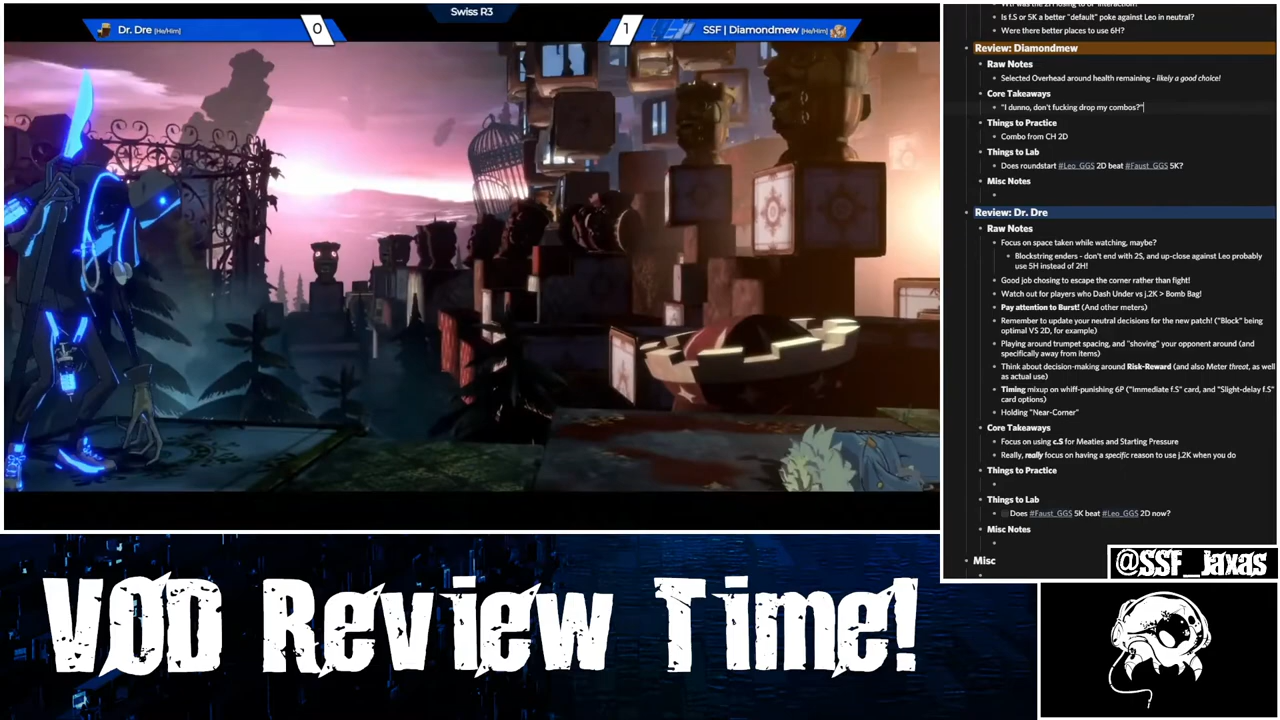 Swiss R3
Dr. Dre [He/Him] 0 1 SSF | Diamondmew [He/Him]
Is f.S or 5K a better "default" poke against Leo in neutral?
Were there better places to use 6H?
Review: Diamondmew
Raw Notes
Selected Overhead around health remaining - likely a good choice!
Core Takeaways
"I dunno, don't fucking drop my combos?"
Things to Practice
Combo from CH 2D
Things to Lab
Does roundstart #Leo_GGS 2D beat #Faust_GGS 5K?
Misc Notes
Review: Dr. Dre
Raw Notes
Focus on space taken while watching, maybe?
Blockstring enders - don't end with 2S, and up-close against Leo probably
use 5H instead of 2H!
Good job chosing to escape the corner rather than fight!
Watch out for players who Dash Under vs j.2K > Bomb Bag!
Pay attention to Burst! (And other meters)
Remember to update your neutral decisions for the new patch! ("Block" being
optimal VS 2D, for example)
Playing around trumpet spacing, and "shoving" your opponent around (and
specifically away from items)
Think about decision-making around Risk-Reward (and also Meter threat, as well
as actual use)
Timing mixup on whiff-punishing 6P ("Immediate f.S" card, and "Slight-delay f.S"
card options)
Holding "Near-Corner"
Core Takeaways
Focus on using c.S for Meaties and Starting Pressure
Really, really focus on having a specific reason to use j.2K when you do
Things to Practice
Things to Lab
Does #Faust_GGS 5K beat #Leo_GGS 2D now?
Misc Notes
Misc
@SSF_Jaxas
VOD Review Time!